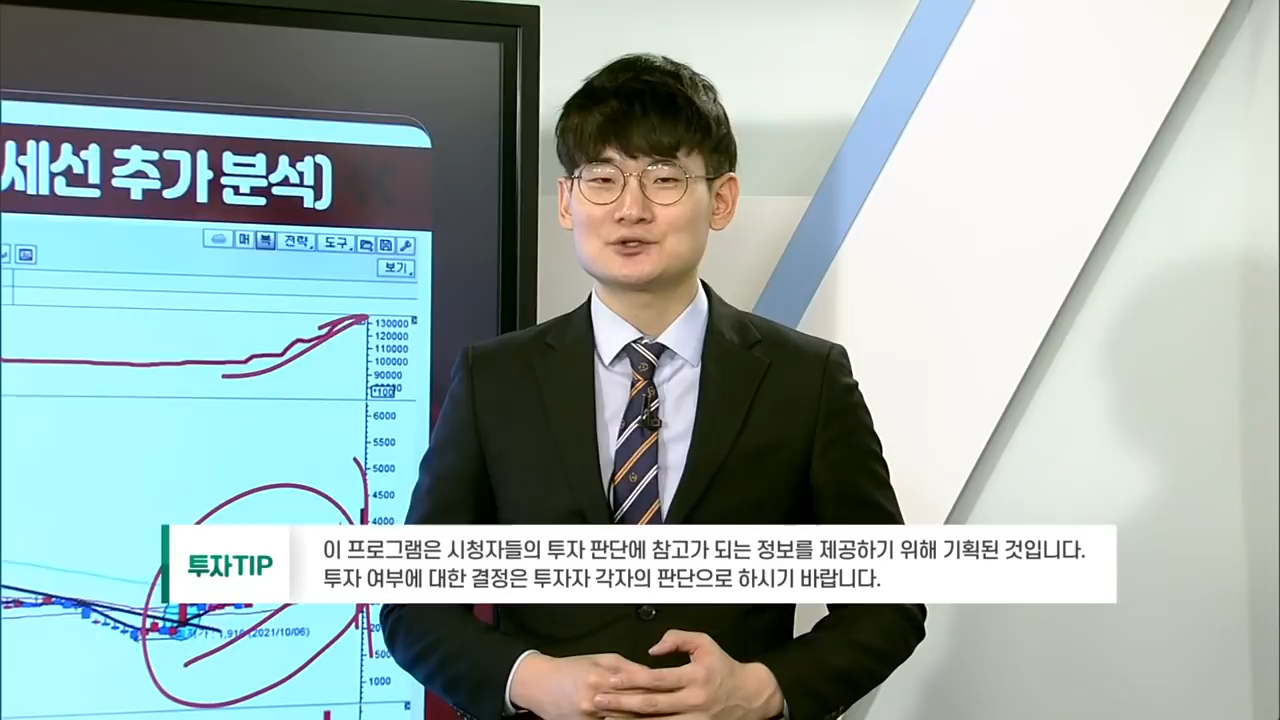 세선 추가 분석)
매 복 전략 도구
보기
130000
120000
110000
100000
90000
*100
6000
5500
5000
4500
4000
투자TIP
이 프로그램은 시청자들의 투자 판단에 참고가 되는 정보를 제공하기 위해 기획된 것입니다.
투자 여부에 대한 결정은 투자자 각자의 판단으로 하시기 바랍니다.
(2021/10/06)
1000